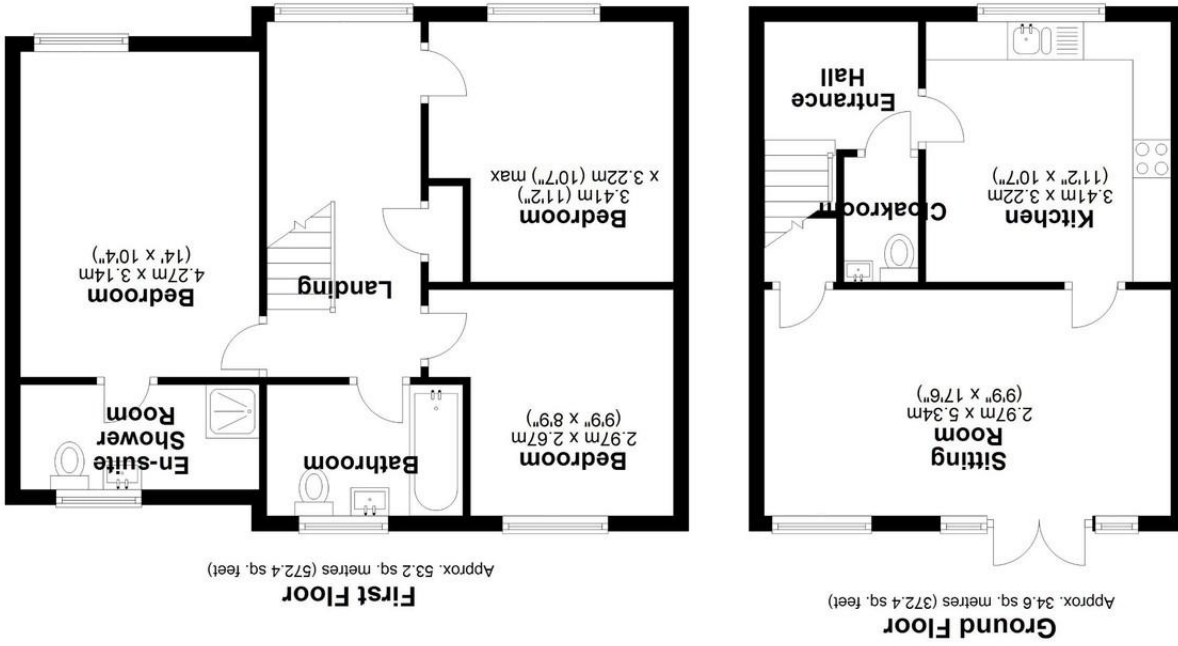 Ground Floor
Approx. 34.6 sq. metres (372.4 sq. feet)
Sitting
Room
2.97m x 5.34m
(9'9" x 17'6")
Kitchen
3.41m x 3.22m
(11'2" x 10'7")
Cloakroom
Entrance
Hall
First Floor
Approx. 53.2 sq. metres (572.4 sq. feet)
Bedroom
2.97m x 2.67m
(9'9" x 8'9")
Bathroom
En-suite
Shower
Room
Landing
Bedroom
4.27m x 3.14m
(14' x 10'4")
Bedroom
3.41m (11'2")
x 3.22m (10'7") max